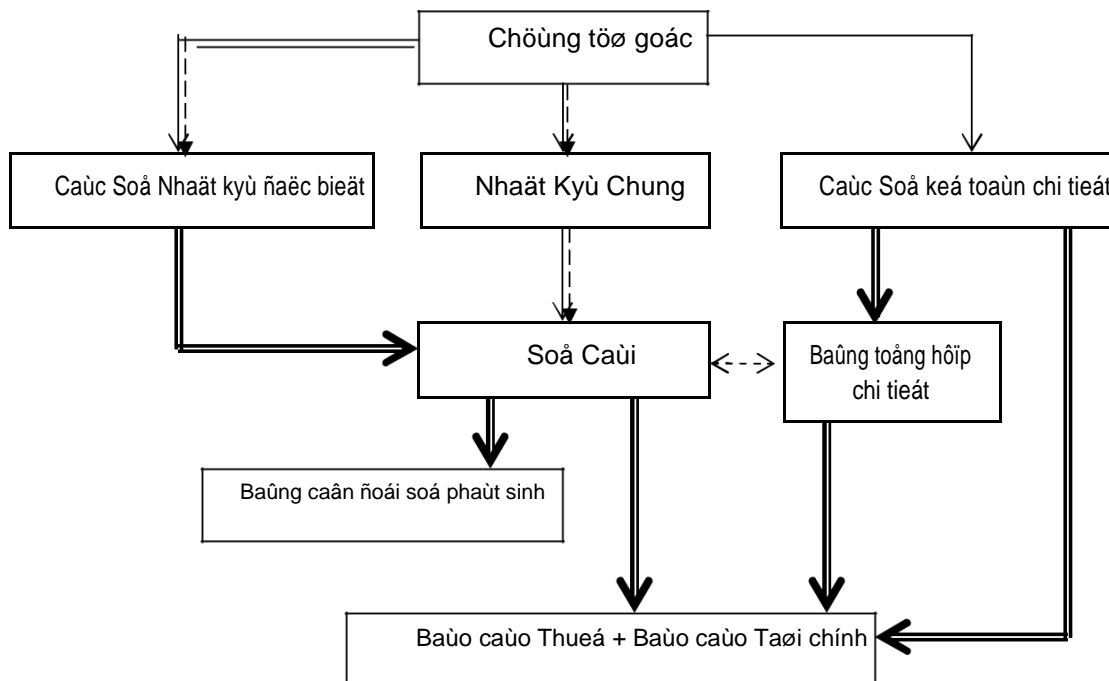 Chöùng töø goác
Caùc Soå Nhaät kyù ñaëc bieät
Nhaät Kyù Chung
Caùc Soå keá toaùn chi tieát
Soå Caùi
Baûng toång hôïp
chi tieát
Baûng caân ñoái soá phaùt sinh
Baùo caùo Thueá + Baùo caùo Taøi chính